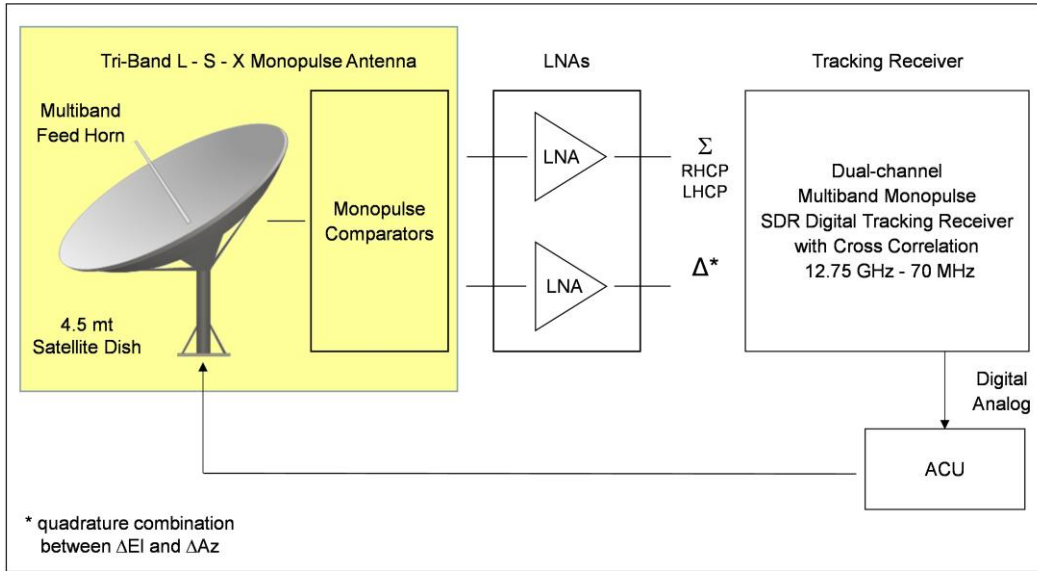 Tri-Band L - S - X Monopulse Antenna
Multiband
Feed Horn
4.5 mt
Satellite Dish
Monopulse
Comparators
LNAs
LNA
LNA
Σ
RHCP
LHCP
Δ*
Tracking Receiver
Dual-channel
Multiband Monopulse
SDR Digital Tracking Receiver
with Cross Correlation
12.75 GHz - 70 MHz
Digital
Analog
ACU
* quadrature combination
between ΔEl and ΔAz